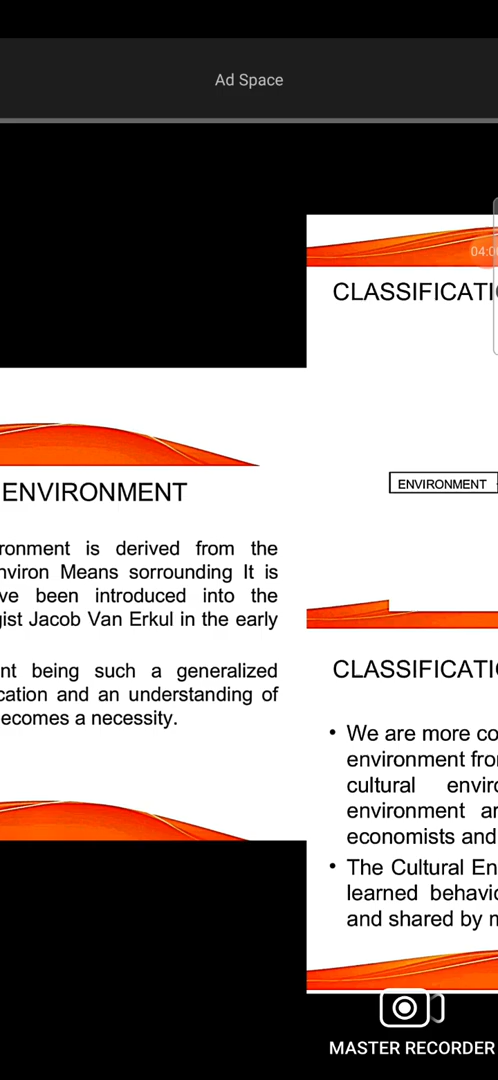 Ad Space
04:0
CLASSIFICATI
ENVIRONMENT
ENVIRONMENT
ronment is derived from the
nviron Means sorrounding It is
ve been introduced into the
gist Jacob Van Erkul in the early
nt being such a generalized
cation and an understanding of
ecomes a necessity.
CLASSIFICATI
• We are more co
environment fro
cultural enviro
environment ar
economists and
• The Cultural En
learned behavio
and shared by m
MASTER RECORDER